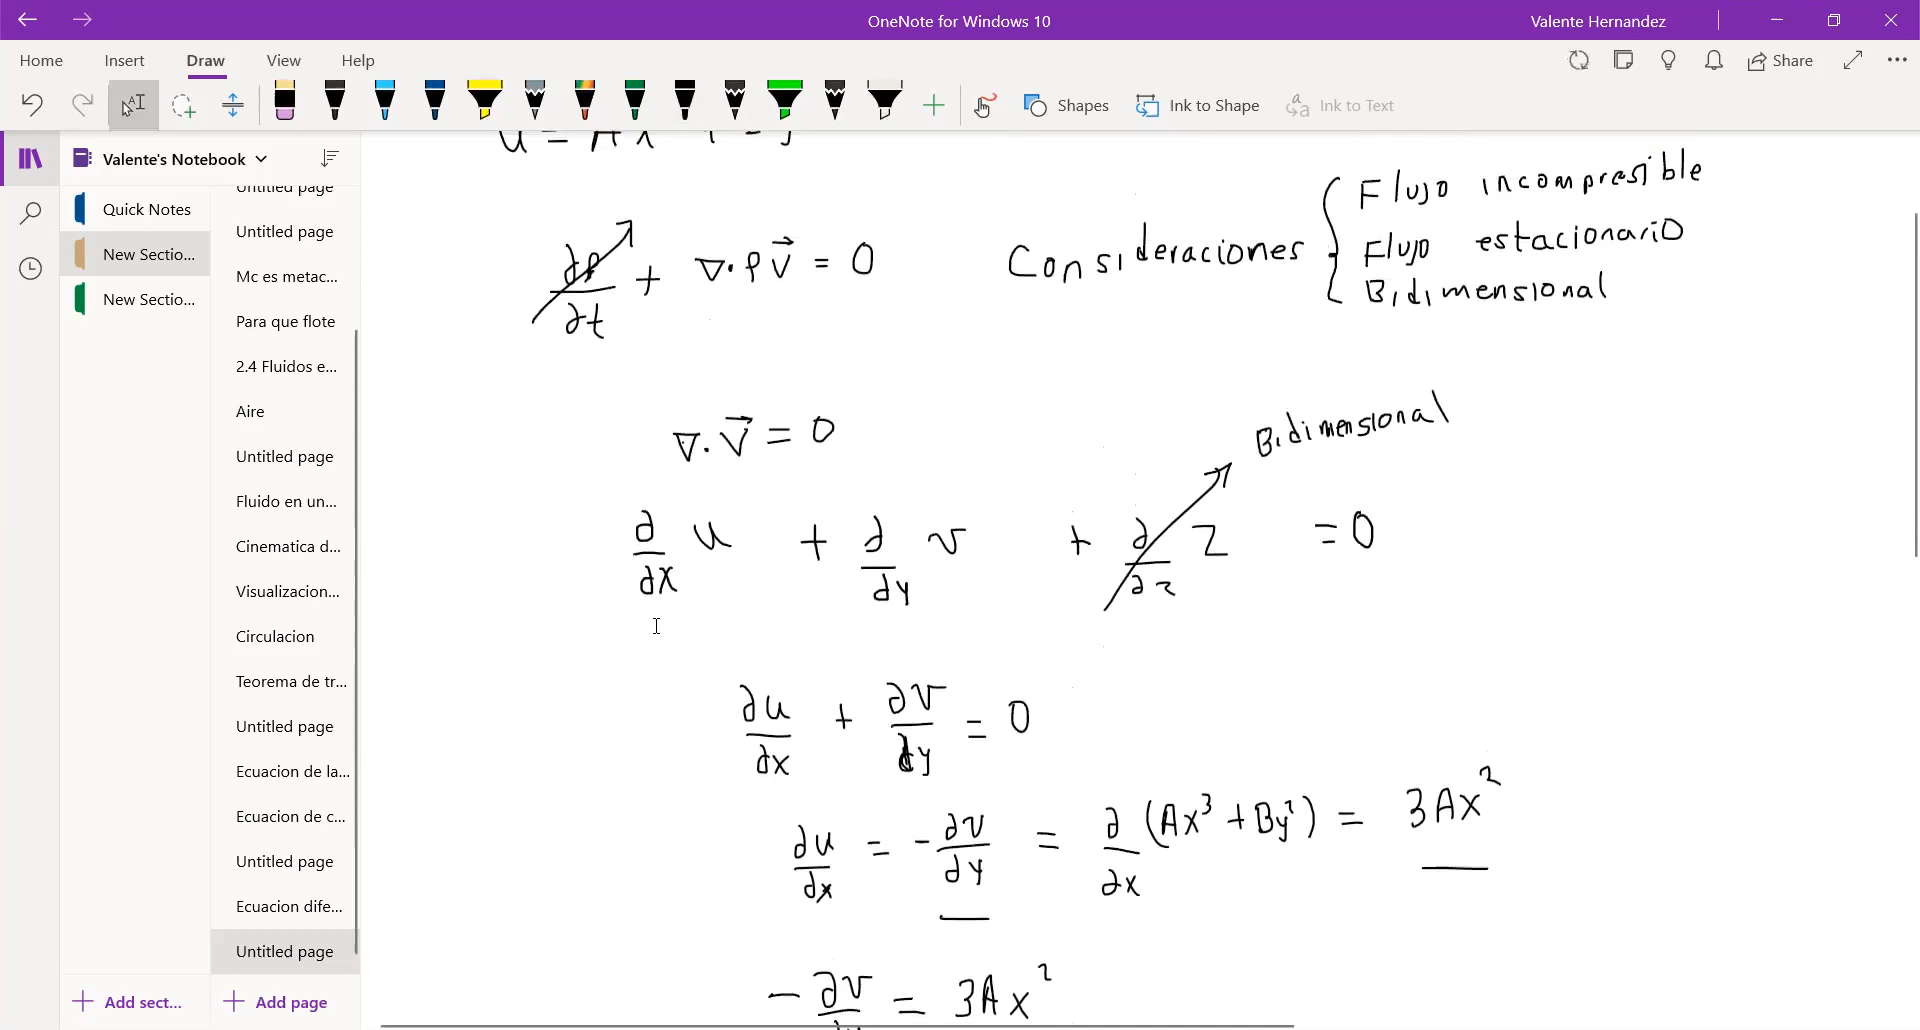 OneNote for Windows 10
Valente Hernandez
Home Insert Draw View Help
Share
Shapes
Ink to Shape
Ink to Text
Valente's Notebook
Quick Notes
New Sectio...
New Sectio...
Untitled page
Untitled page
Mc es metac...
Para que flote
2.4 Fluidos e...
Aire
Untitled page
Fluido en un...
Cinematica d...
Visualizacion...
Circulacion
Teorema de tr...
Untitled page
Ecuacion de la...
Ecuacion de c...
Untitled page
Ecuacion dife...
Untitled page
Add sect...
Add page
∂ρ/∂t + ∇·ρV⃗ = 0
Consideraciones { Flujo incompresible
Flujo estacionario
Bidimensional
∇·V⃗ = 0
Bidimensional
∂/∂x u + ∂/∂y v + ∂/∂z z = 0
∂u/∂x + ∂v/∂y = 0
∂u/∂x = -∂v/∂y = ∂/∂x (Ax³ + By²) = 3Ax²
-∂v/∂y = 3Ax²